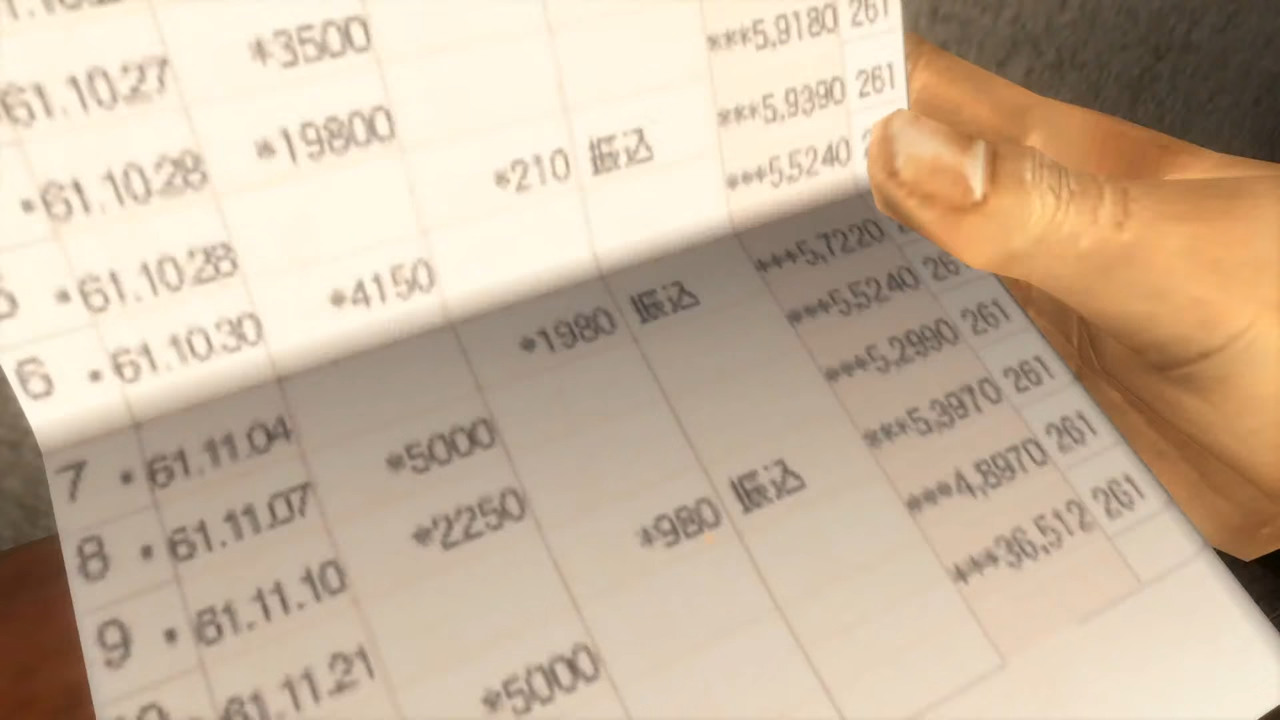 61.10.27 *3500
•61.10.28 *19800 ***5,9180 261
•61.10.28 *210 振込 ***5,9390 261
6 •61.10.30 *4150 ***5,5240
7 •61.11.04 *1980 振込 ***5,7220
8 •61.11.07 *5000 ***5,5240 26
9 •61.11.10 *2250 ***5,2990 261
61.11.21 *980 振込 ***5,3970 261
*5000 ***4,8970 261
***36,512 261